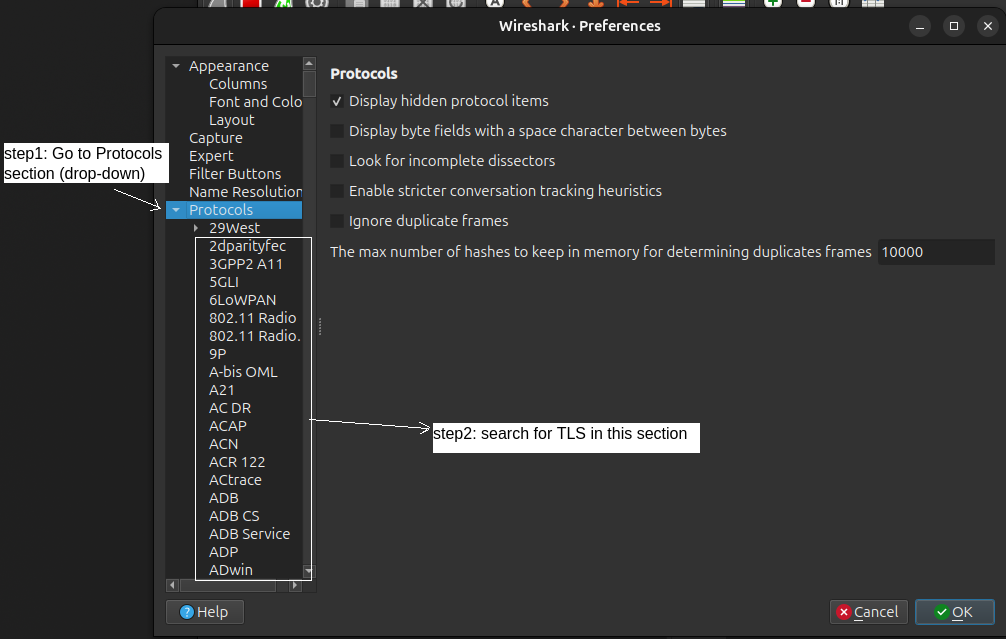 Wireshark · Preferences
Appearance
Columns
Font and Colo
Layout
Capture
Expert
Filter Buttons
Name Resolution
Protocols
29West
2dparityfec
3GPP2 A11
5GLI
6LoWPAN
802.11 Radio
802.11 Radio.
9P
A-bis OML
A21
AC DR
ACAP
ACN
ACR 122
ACtrace
ADB
ADB CS
ADB Service
ADP
ADwin
step1: Go to Protocols
section (drop-down)
Protocols
Display hidden protocol items
Display byte fields with a space character between bytes
Look for incomplete dissectors
Enable stricter conversation tracking heuristics
Ignore duplicate frames
The max number of hashes to keep in memory for determining duplicates frames 10000
step2: search for TLS in this section
Help
Cancel
OK